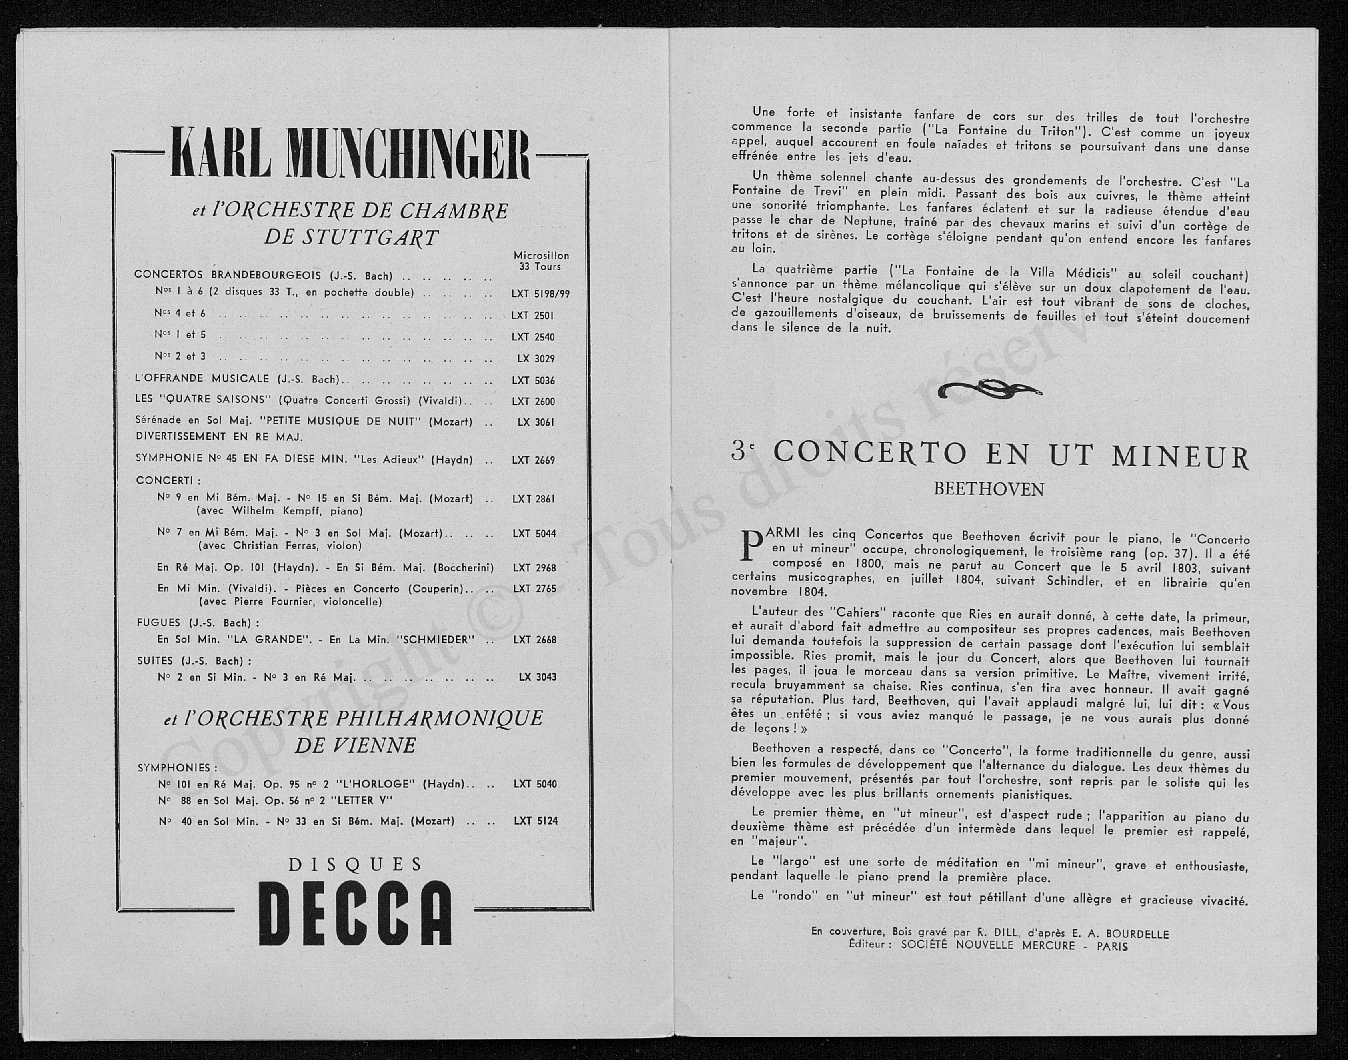 KARL MUNCHINGER
et l'ORCHESTRE DE CHAMBRE
DE STUTTGART
Microsillon
33 Tours
CONCERTOS BRANDEBOURGEOIS (J.-S. Bach) .. .. .. .. ..
Nos 1 à 6 (2 disques 33 T., en pochette double) .. .. .. .. LXT 5198/99
Nos 4 et 6 .. .. .. .. .. .. .. .. .. .. .. .. .. .. LXT 2501
Nos 1 et 5 .. .. .. .. .. .. .. .. .. .. .. .. .. .. LXT 2540
Nos 2 et 3 .. .. .. .. .. .. .. .. .. .. .. .. .. .. LX 3029
L'OFFRANDE MUSICALE (J.-S. Bach).. .. .. .. .. .. .. .. LXT 5036
LES "QUATRE SAISONS" (Quatre Concerti Grossi) (Vivaldi).. .. LXT 2600
Sérénade en Sol Maj. "PETITE MUSIQUE DE NUIT" (Mozart) .. LX 3061
DIVERTISSEMENT EN RE MAJ.
SYMPHONIE No 45 EN FA DIESE MIN. "Les Adieux" (Haydn) .. LXT 2669
CONCERTI :
No 9 en Mi Bém. Maj. - No 15 en Si Bém. Maj. (Mozart) .. LXT 2861
(avec Wilhelm Kempff, piano)
No 7 en Mi Bém. Maj. - No 3 en Sol Maj. (Mozart).. .. .. LXT 5044
(avec Christian Ferras, violon)
En Ré Maj. Op. 101 (Haydn). - En Si Bém. Maj. (Boccherini) LXT 2968
En Mi Min. (Vivaldi). - Pièces en Concerto (Couperin).. .. LXT 2765
(avec Pierre Fournier, violoncelle)
FUGUES (J.-S. Bach) :
En Sol Min. "LA GRANDE". - En La Min. "SCHMIEDER" .. LXT 2668
SUITES (J.-S. Bach) :
No 2 en Si Min. - No 3 en Ré Maj. .. .. .. .. .. .. .. LX 3043
et l'ORCHESTRE PHILHARMONIQUE
DE VIENNE
SYMPHONIES :
No 101 en Ré Maj. Op. 95 no 2 "L'HORLOGE" (Haydn).. .. LXT 5040
No 88 en Sol Maj. Op. 56 no 2 "LETTER V"
No 40 en Sol Min. - No 33 en Si Bém. Maj. (Mozart) .. .. LXT 5124
DISQUES
DECCA
Une forte et insistante fanfare de cors sur des trilles de tout l'orchestre
commence la seconde partie ("La Fontaine du Triton"). C'est comme un joyeux
appel, auquel accourent en foule naïades et tritons se poursuivant dans une danse
effrénée entre les jets d'eau.
Un thème solennel chante au-dessus des grondements de l'orchestre. C'est "La
Fontaine de Trevi" en plein midi. Passant des bois aux cuivres, le thème atteint
une sonorité triomphante. Les fanfares éclatent et sur la radieuse étendue d'eau
passe le char de Neptune, traîné par des chevaux marins et suivi d'un cortège de
tritons et de sirènes. Le cortège s'éloigne pendant qu'on entend encore les fanfares
au loin.
La quatrième partie ("La Fontaine de la Villa Médicis" au soleil couchant)
s'annonce par un thème mélancolique qui s'élève sur un doux clapotement de l'eau.
C'est l'heure nostalgique du couchant. L'air est tout vibrant de sons de cloches,
de gazouillements d'oiseaux, de bruissements de feuilles et tout s'éteint doucement
dans le silence de la nuit.
3e CONCERTO EN UT MINEUR
BEETHOVEN
PARMI les cinq Concertos que Beethoven écrivit pour le piano, le "Concerto
en ut mineur" occupe, chronologiquement, le troisième rang (op. 37). Il a été
composé en 1800, mais ne parut au Concert que le 5 avril 1803, suivant
certains musicographes, en juillet 1804, suivant Schindler, et en librairie qu'en
novembre 1804.
L'auteur des "Cahiers" raconte que Ries en aurait donné, à cette date, la primeur,
et aurait d'abord fait admettre au compositeur ses propres cadences, mais Beethoven
lui demanda toutefois la suppression de certain passage dont l'exécution lui semblait
impossible. Ries promit, mais le jour du Concert, alors que Beethoven lui tournait
les pages, il joua le morceau dans sa version primitive. Le Maître, vivement irrité,
recula bruyamment sa chaise. Ries continua, s'en tira avec honneur. Il avait gagné
sa réputation. Plus tard, Beethoven, qui l'avait applaudi malgré lui, lui dit : « Vous
êtes un entêté ; si vous aviez manqué le passage, je ne vous aurais plus donné
de leçons ! »
Beethoven a respecté, dans ce "Concerto", la forme traditionnelle du genre, aussi
bien les formules de développement que l'alternance du dialogue. Les deux thèmes du
premier mouvement, présentés par tout l'orchestre, sont repris par le soliste qui les
développe avec les plus brillants ornements pianistiques.
Le premier thème, en "ut mineur", est d'aspect rude ; l'apparition au piano du
deuxième thème est précédée d'un intermède dans lequel le premier est rappelé,
en "majeur".
Le "largo" est une sorte de méditation en "mi mineur", grave et enthousiaste,
pendant laquelle le piano prend la première place.
Le "rondo" en "ut mineur" est tout pétillant d'une allègre et gracieuse vivacité.
En couverture, Bois gravé par R. DILL, d'après E. A. BOURDELLE
Éditeur : SOCIÉTÉ NOUVELLE MERCURE - PARIS
Copyright © - Tous droits réservés